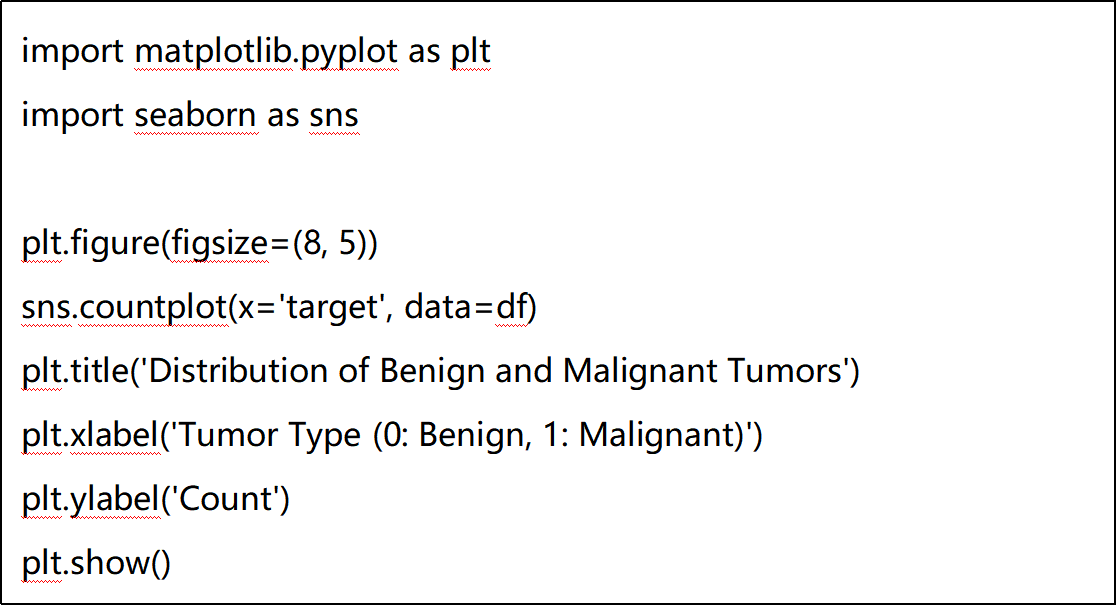 import matplotlib.pyplot as plt
import seaborn as sns
plt.figure(figsize=(8, 5))
sns.countplot(x='target', data=df)
plt.title('Distribution of Benign and Malignant Tumors')
plt.xlabel('Tumor Type (0: Benign, 1: Malignant)')
plt.ylabel('Count')
plt.show()